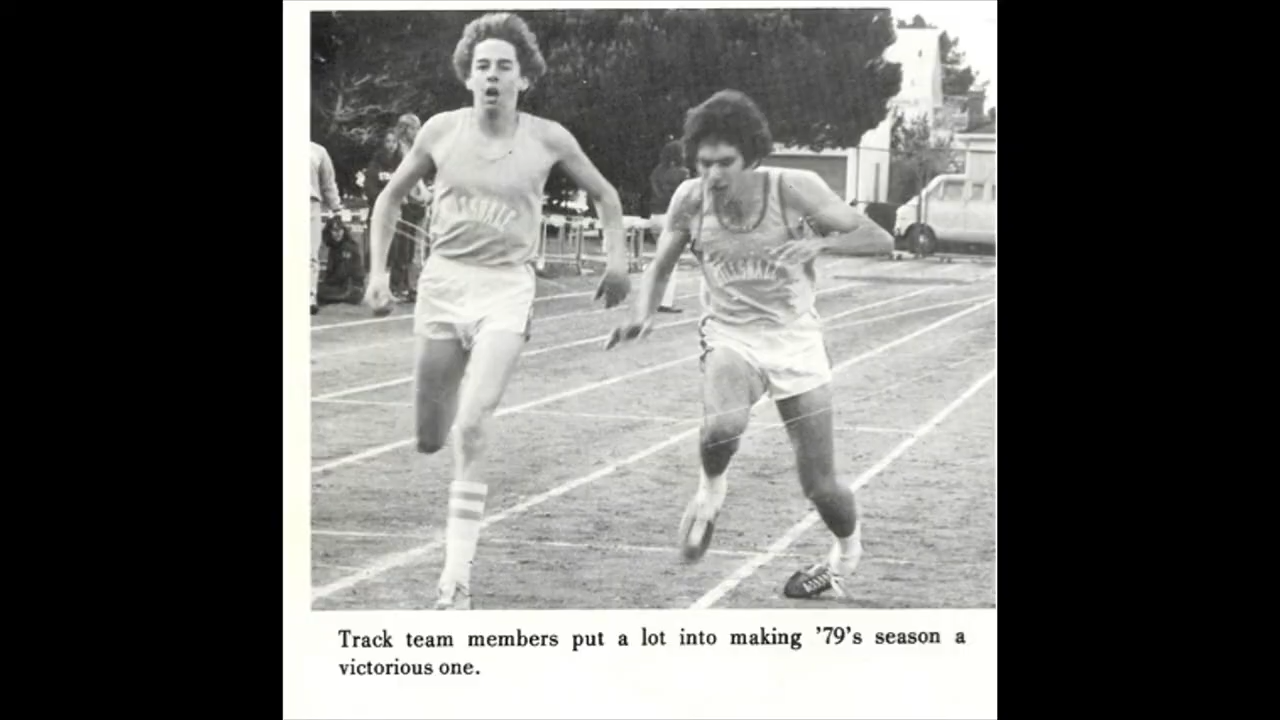 Track team members put a lot into making '79's season a
victorious one.